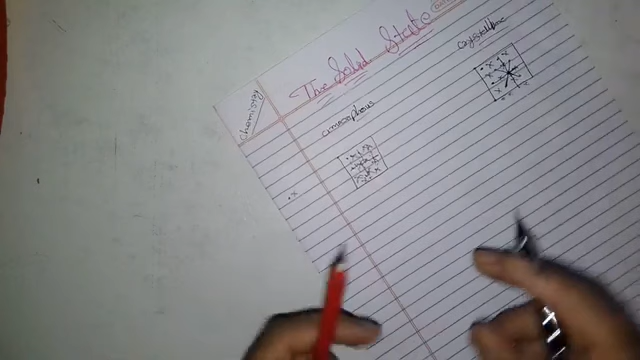 Chemistry
The Solid State
amorphous
crystalline